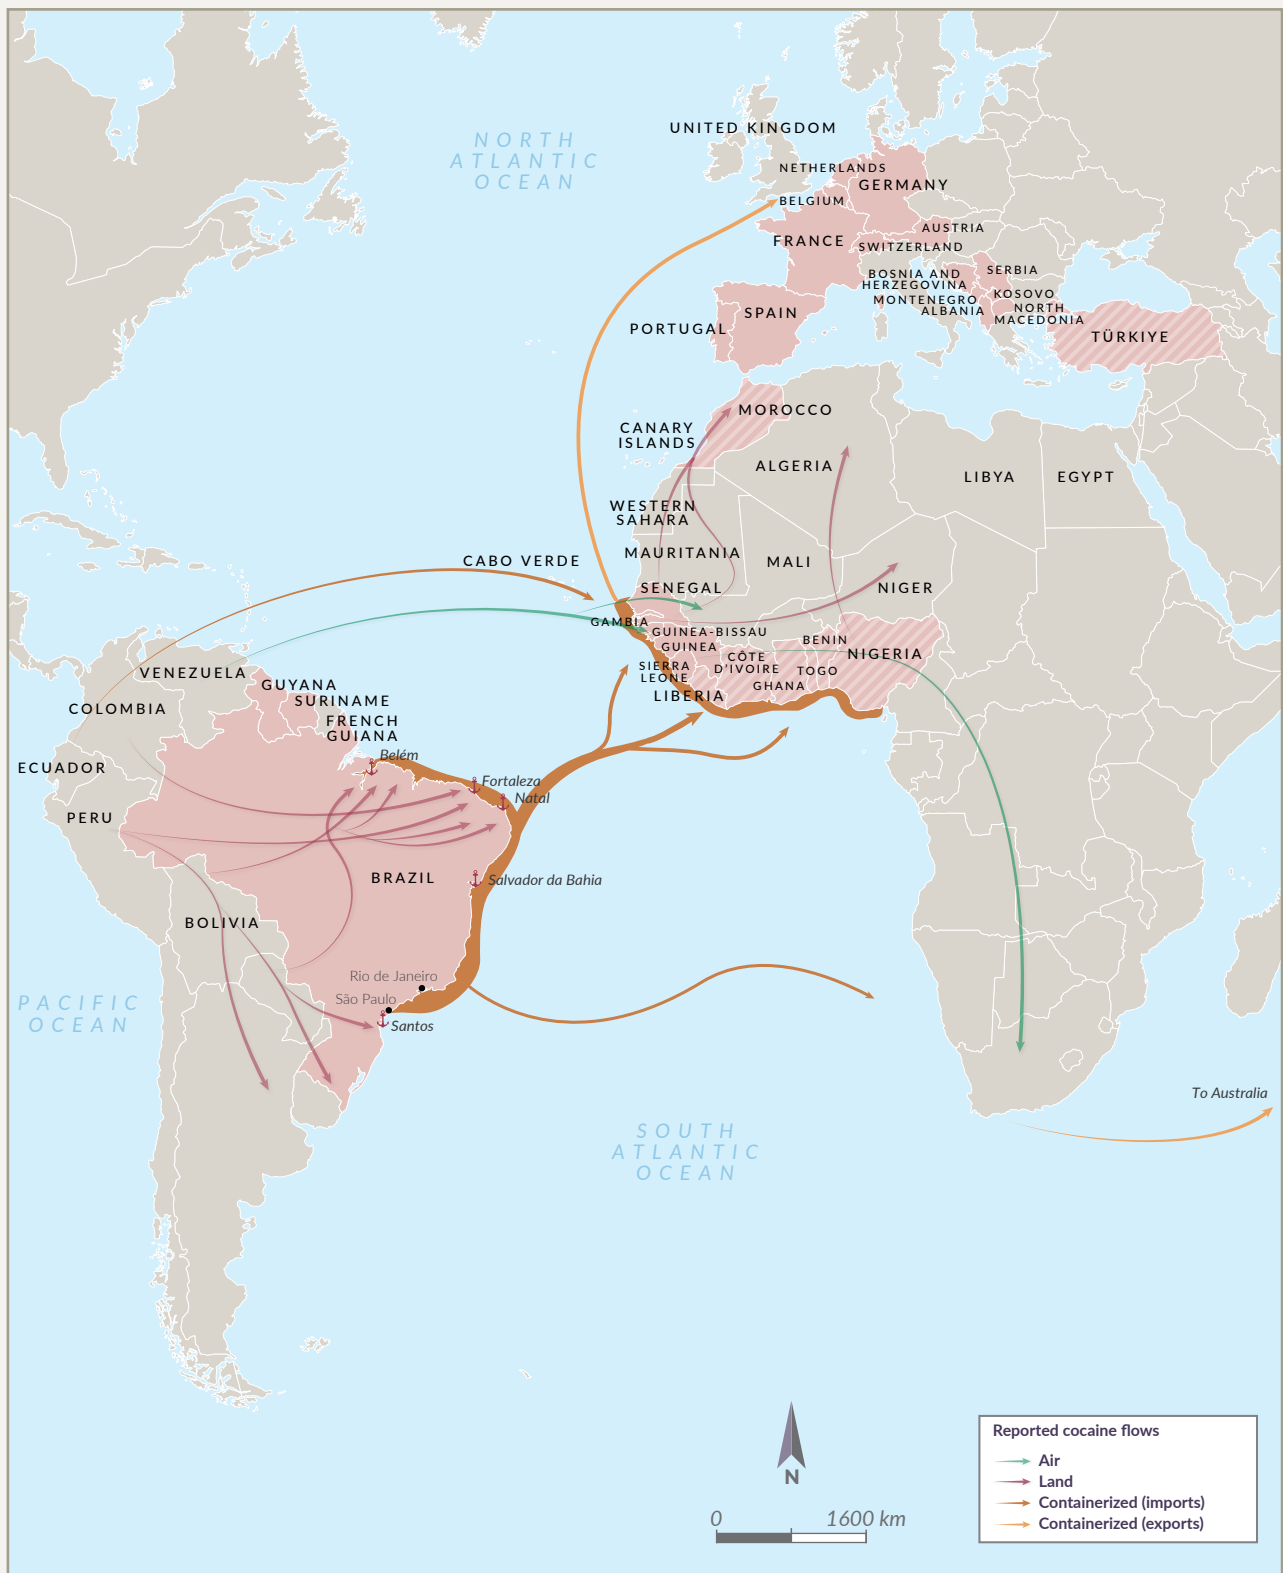 NORTH
ATLANTIC
OCEAN
UNITED KINGDOM
NETHERLANDS
GERMANY
BELGIUM
AUSTRIA
FRANCE
SWITZERLAND
BOSNIA AND
HERZEGOVINA
SERBIA
MONTENEGRO
KOSOVO
ALBANIA
NORTH
MACEDONIA
SPAIN
PORTUGAL
TÜRKIYE
MOROCCO
CANARY
ISLANDS
ALGERIA
LIBYA
EGYPT
WESTERN
SAHARA
MAURITANIA
MALI
CABO VERDE
SENEGAL
NIGER
GAMBIA
GUINEA-BISSAU
GUINEA
BENIN
NIGERIA
SIERRA
LEONE
CÔTE
D'IVOIRE
TOGO
GHANA
LIBERIA
VENEZUELA
GUYANA
SURINAME
COLOMBIA
FRENCH
GUIANA
Belém
ECUADOR
Fortaleza
Natal
PERU
BRAZIL
Salvador da Bahia
BOLIVIA
Rio de Janeiro
São Paulo
Santos
PACIFIC
OCEAN
To Australia
SOUTH
ATLANTIC
OCEAN
N
0 1600 km
Reported cocaine flows
Air
Land
Containerized (imports)
Containerized (exports)